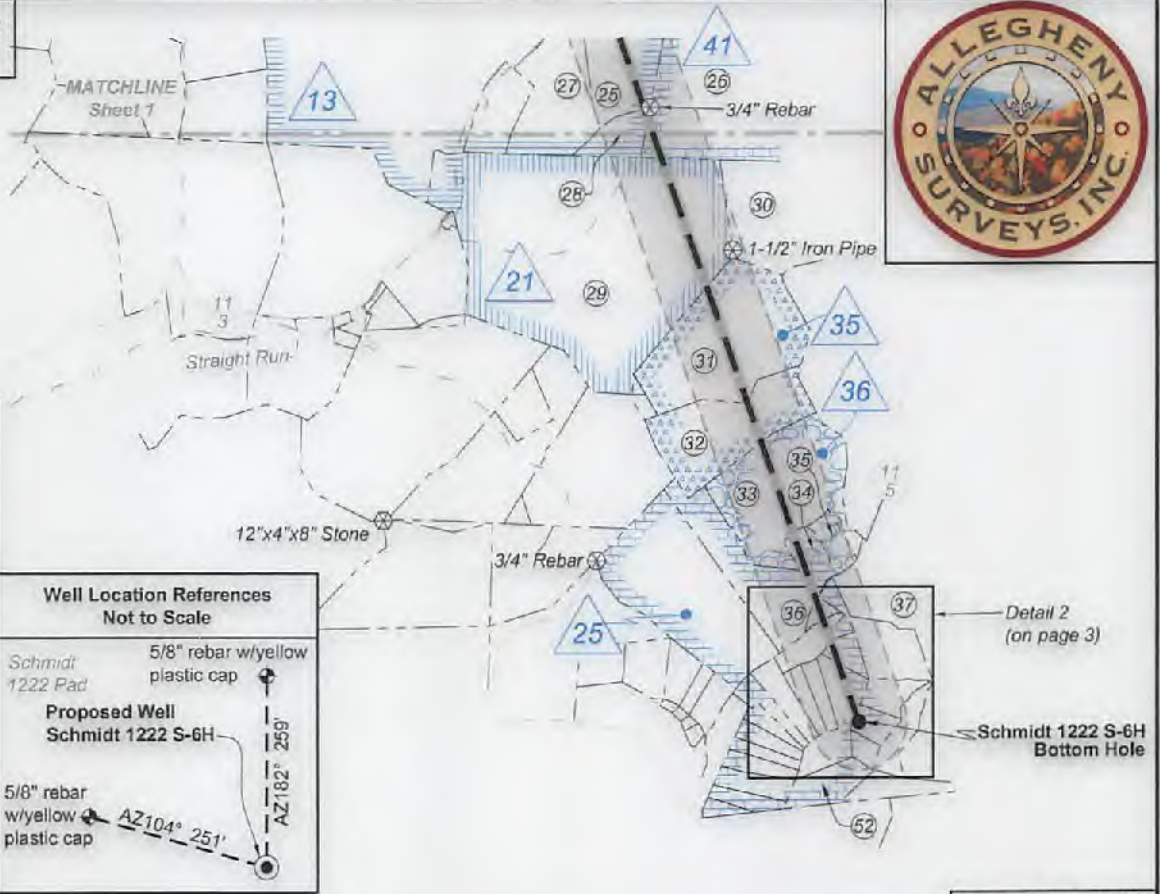 MATCHLINE
Sheet 1
13
41
27
25
26
3/4" Rebar
ALLEGHENY
SURVEYS, INC.
28
30
1-1/2" Iron Pipe
21
29
35
11
3
Straight Run
31
36
32
35
33
34
11
5
12"x4"x8" Stone
3/4" Rebar
25
36
37
Detail 2
(on page 3)
Schmidt 1222 S-6H
Bottom Hole
52
Well Location References
Not to Scale
Schmidt
1222 Pad
5/8" rebar w/yellow
plastic cap
Proposed Well
Schmidt 1222 S-6H
AZ182° 259'
5/8" rebar
w/yellow
plastic cap
AZ104° 251'